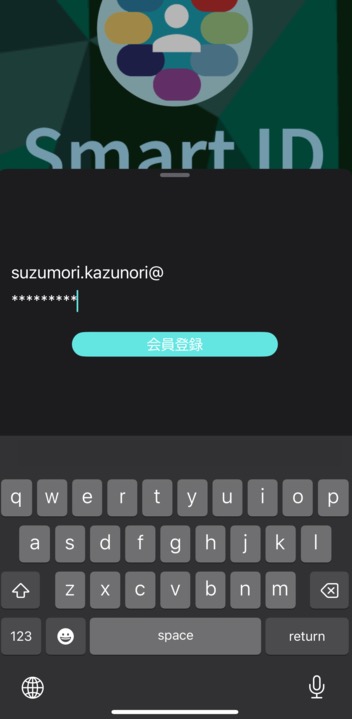 Smart ID
suzumori.kazunori@
*********
会員登録
q w e r t y u i o p
a s d f g h j k l
z x c v b n m
123 space return